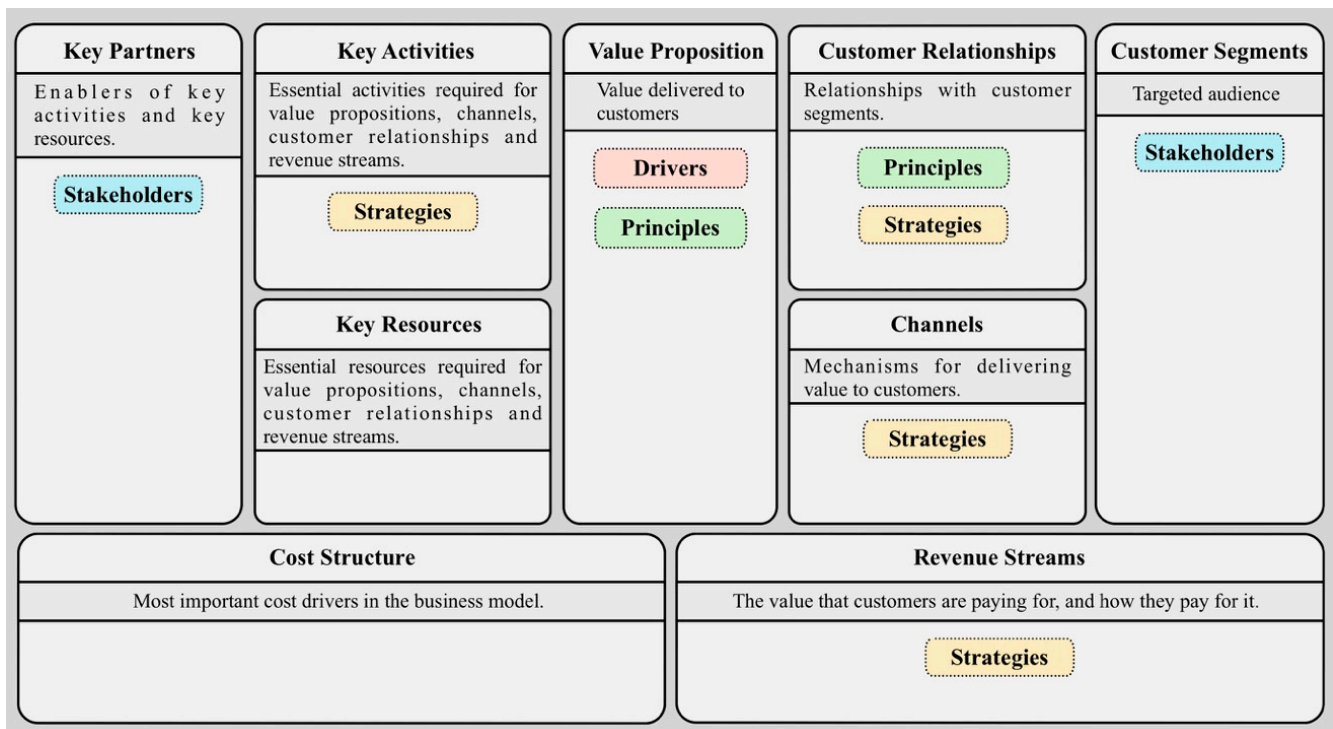 Key Partners
Enablers of key
activities and key
resources.
Stakeholders
Key Activities
Essential activities required for
value propositions, channels,
customer relationships and
revenue streams.
Strategies
Key Resources
Essential resources required for
value propositions, channels,
customer relationships and
revenue streams.
Value Proposition
Value delivered to
customers
Drivers
Principles
Customer Relationships
Relationships with customer
segments.
Principles
Strategies
Channels
Mechanisms for delivering
value to customers.
Strategies
Customer Segments
Targeted audience
Stakeholders
Cost Structure
Most important cost drivers in the business model.
Revenue Streams
The value that customers are paying for, and how they pay for it.
Strategies